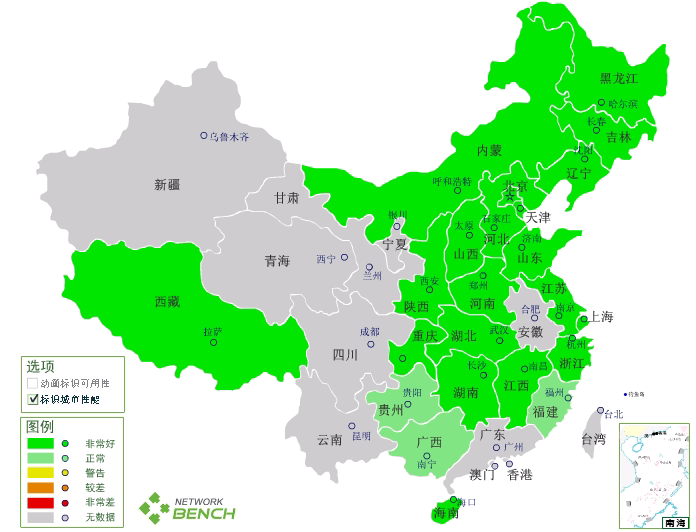 黑龙江
哈尔滨
长春
吉林
沈阳
辽宁
内蒙
呼和浩特
乌鲁木齐
新疆
甘肃
北京
天津
银川
宁夏
太原
石家庄
河北
济南
山东
山西
青海
西宁
兰州
西安
陕西
郑州
河南
江苏
南京
合肥
安徽
上海
西藏
拉萨
成都
四川
重庆
湖北
武汉
杭州
浙江
长沙
湖南
南昌
江西
贵阳
贵州
福州
福建
钓鱼岛
台北
台湾
云南
昆明
广西
南宁
广东
广州
澳门
香港
海口
海南
南海
选项
动画标识可用性
标识城市性能
图例
非常好
正常
警告
较差
非常差
无数据
NETWORK
BENCH